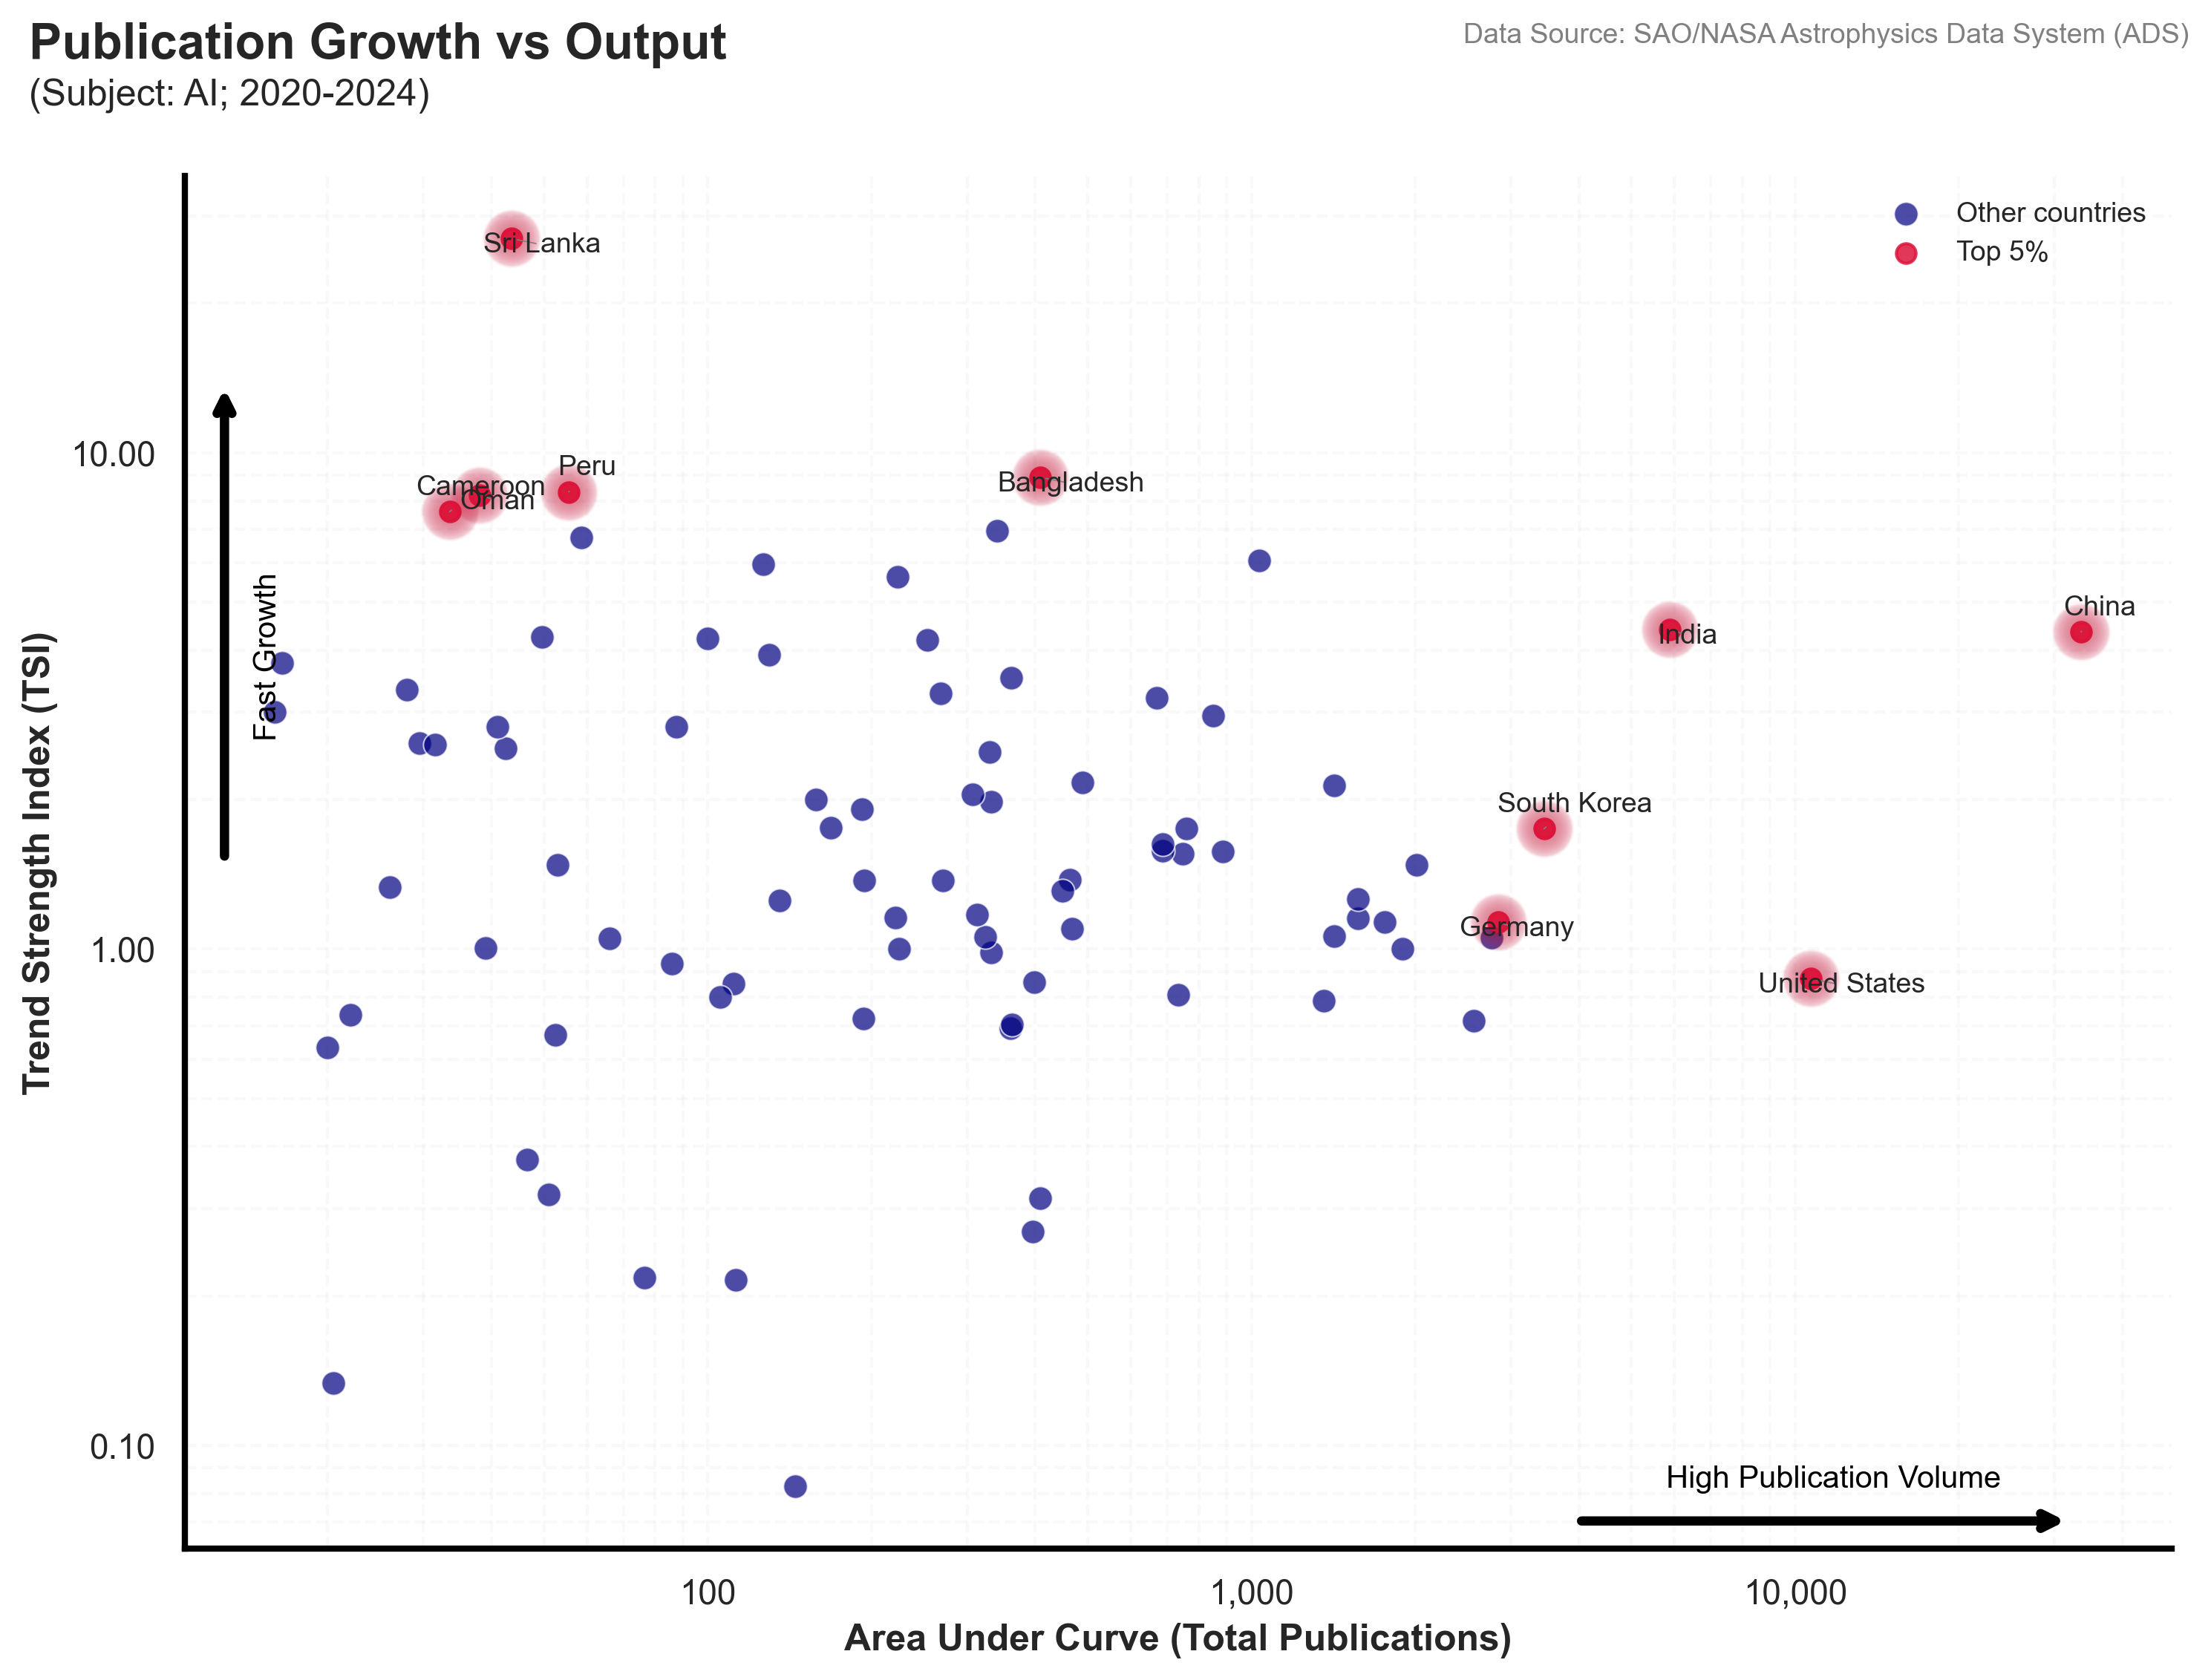 Publication Growth vs Output
(Subject: AI; 2020-2024)
Data Source: SAO/NASA Astrophysics Data System (ADS)
Other countries
Top 5%
Sri Lanka
10.00
Peru
Cameroon
Oman
Bangladesh
Fast Growth
China
India
South Korea
Trend Strength Index (TSI)
1.00
Germany
United States
0.10
High Publication Volume
100
1,000
10,000
Area Under Curve (Total Publications)